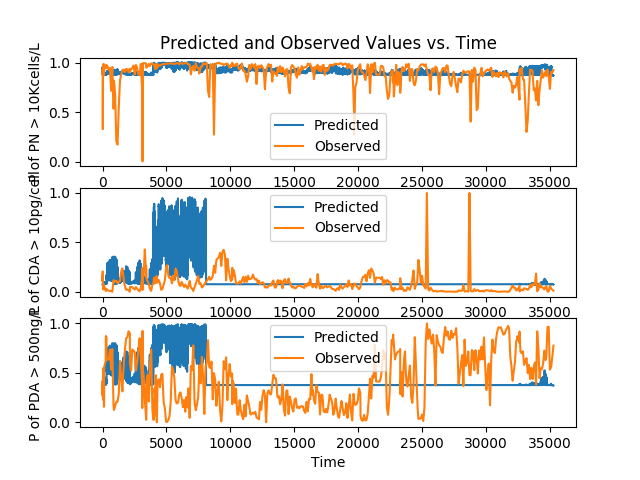 Predicted and Observed Values vs. Time
P of PN > 10Kcells/L
1.0
0.5
0.0
Predicted
Observed
0 5000 10000 15000 20000 25000 30000 35000
P of CDA > 10pg/cell
1.0
0.5
0.0
Predicted
Observed
0 5000 10000 15000 20000 25000 30000 35000
P of PDA > 500ng/L
1.0
0.5
0.0
Predicted
Observed
0 5000 10000 15000 20000 25000 30000 35000
Time